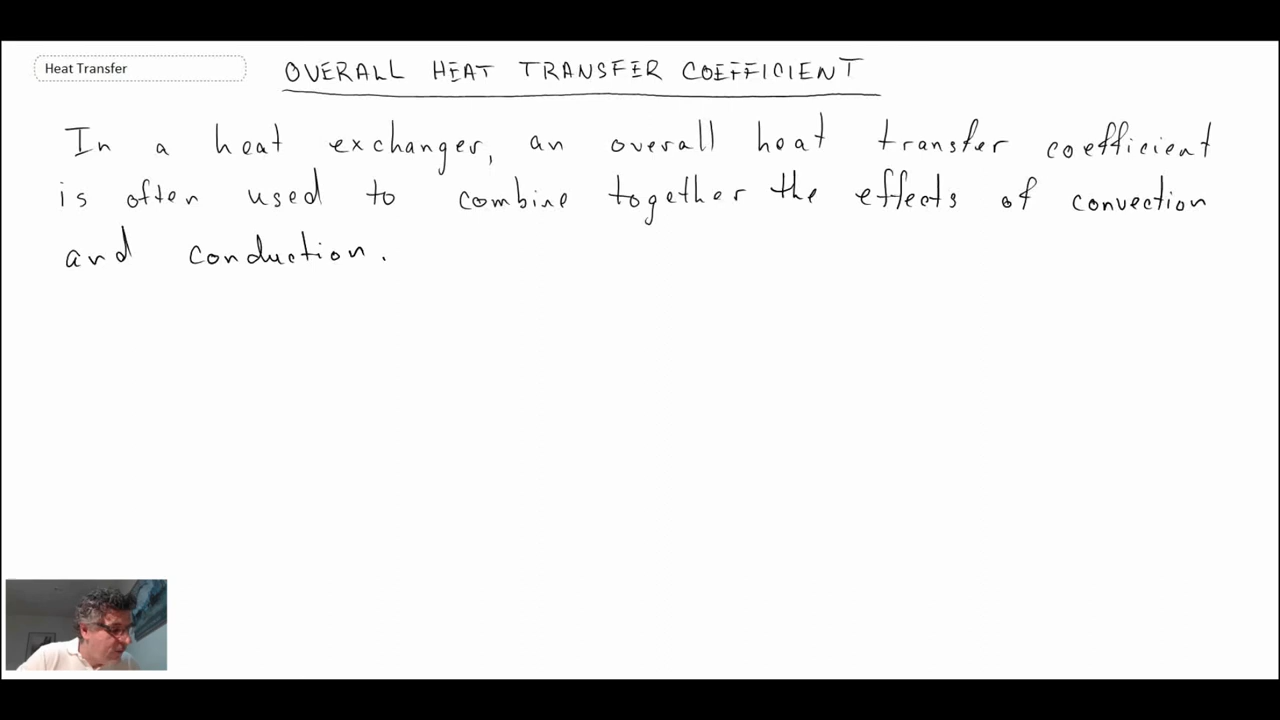 Heat Transfer
OVERALL HEAT TRANSFER COEFFICIENT
In a heat exchanger, an overall heat transfer coefficient
is often used to combine together the effects of convection
and conduction.